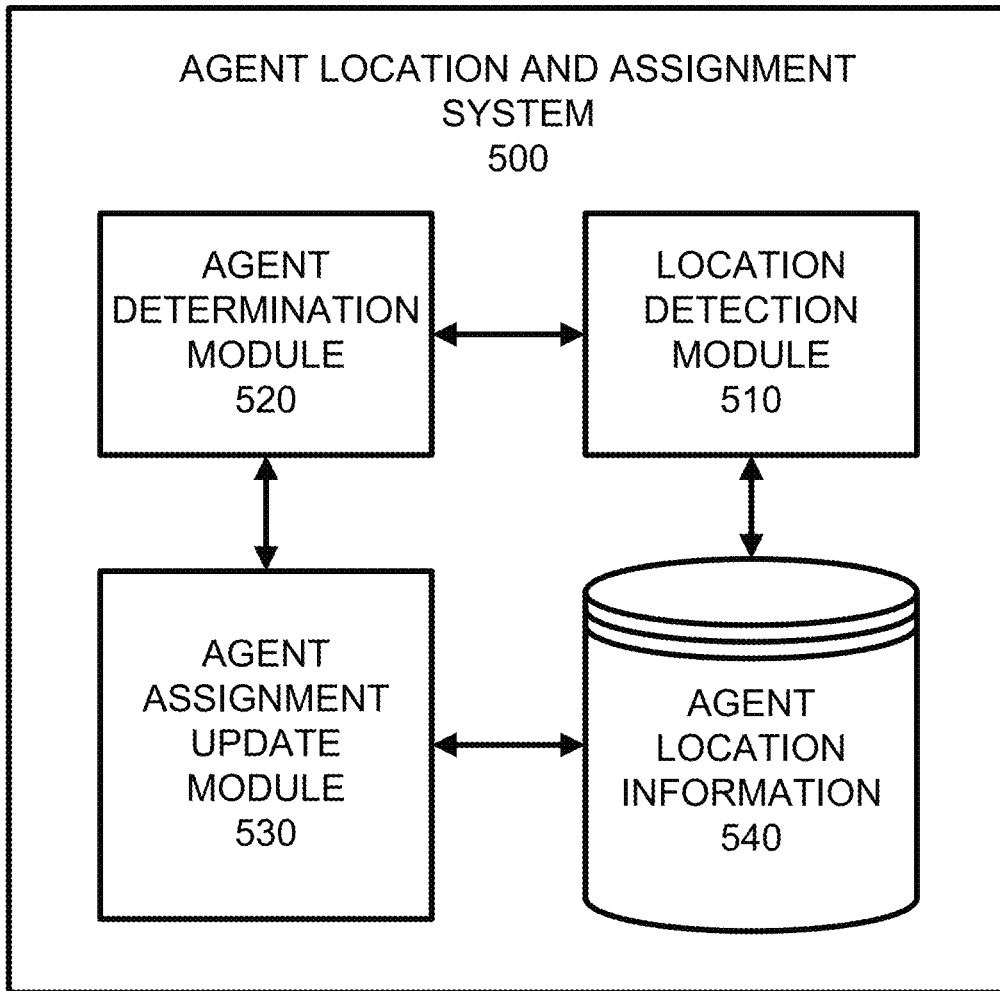 AGENT LOCATION AND ASSIGNMENT
SYSTEM
500
AGENT
DETERMINATION
MODULE
520
LOCATION
DETECTION
MODULE
510
AGENT
ASSIGNMENT
UPDATE
MODULE
530
AGENT
LOCATION
INFORMATION
540